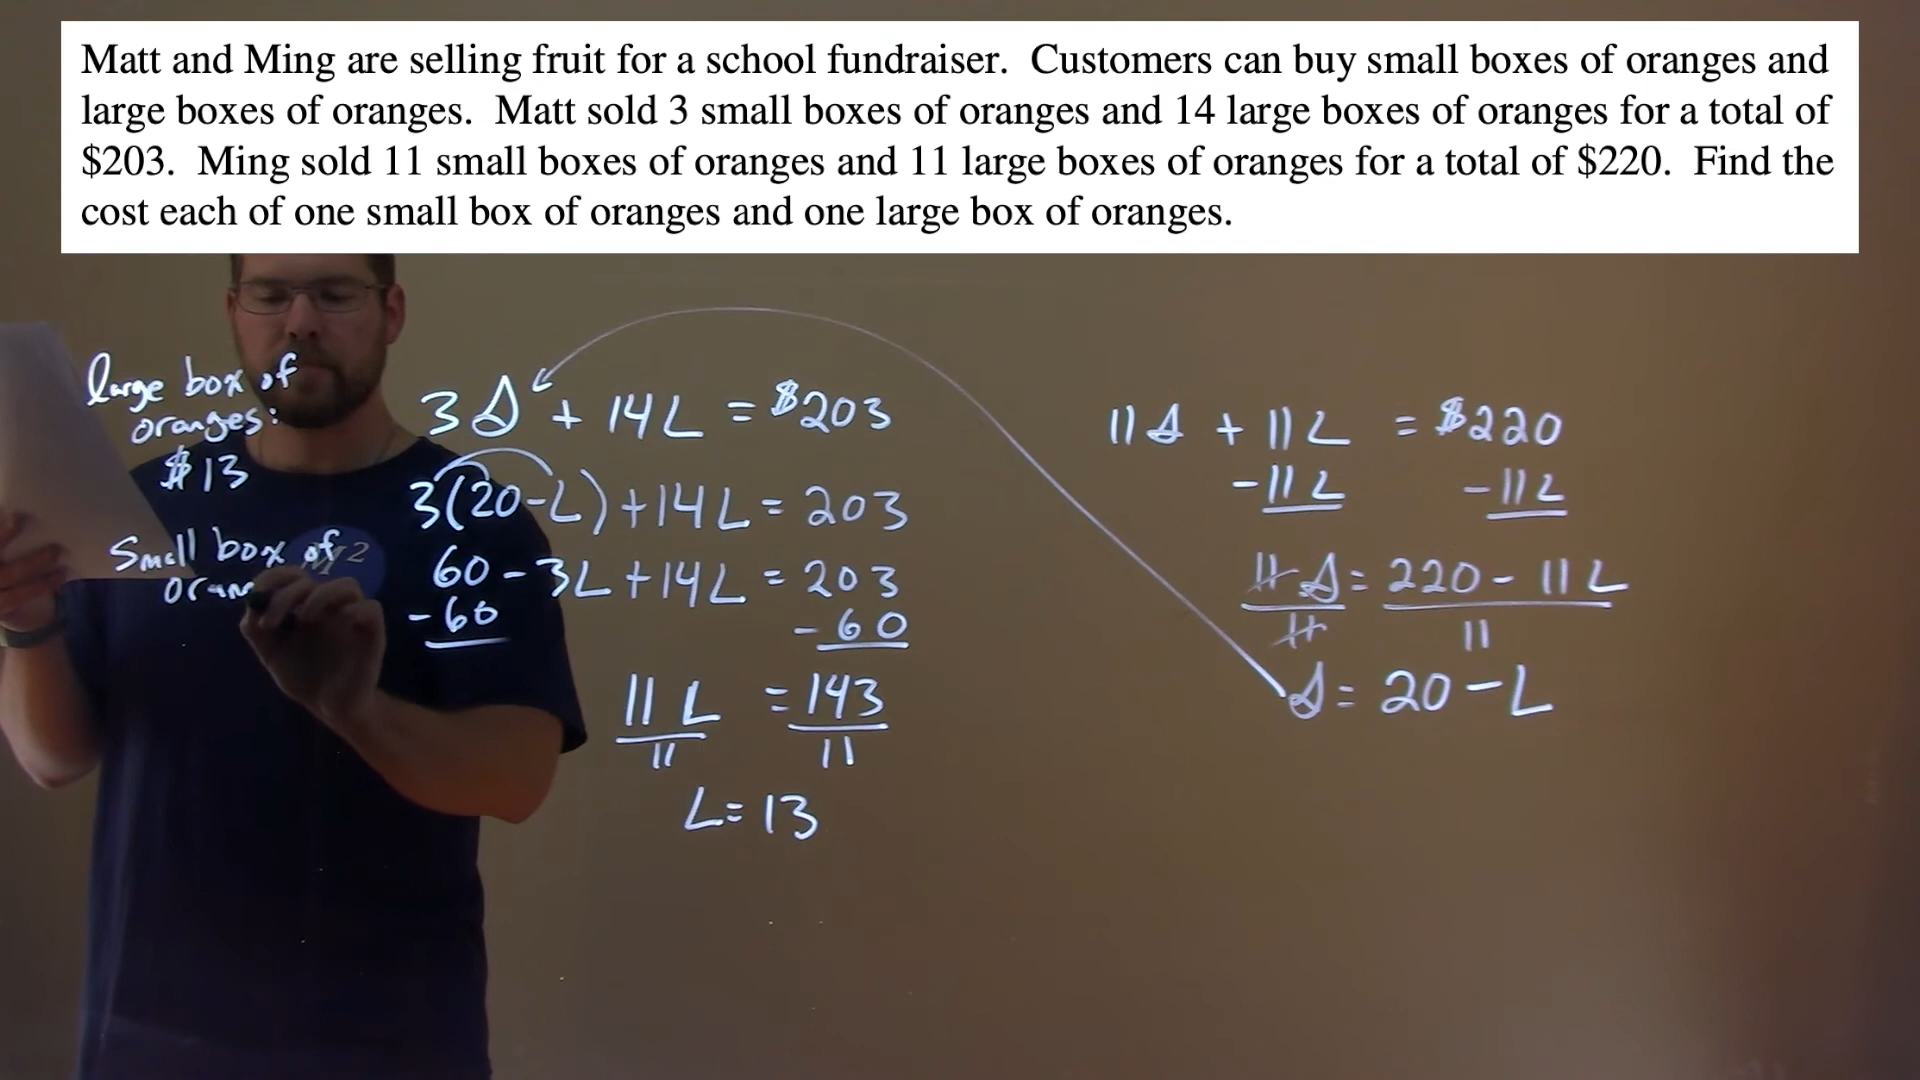 Matt and Ming are selling fruit for a school fundraiser. Customers can buy small boxes of oranges and
large boxes of oranges. Matt sold 3 small boxes of oranges and 14 large boxes of oranges for a total of
$203. Ming sold 11 small boxes of oranges and 11 large boxes of oranges for a total of $220. Find the
cost each of one small box of oranges and one large box of oranges.
large box of
oranges:
$13
Small box of
oran
M2
3s + 14L = $203
3(20-L)+14L = 203
60-3L+14L = 203
-60 -60
11L = 143
11 11
L = 13
11s + 11L = $220
-11L -11L
11s = 220 - 11L
11 11
s = 20 - L